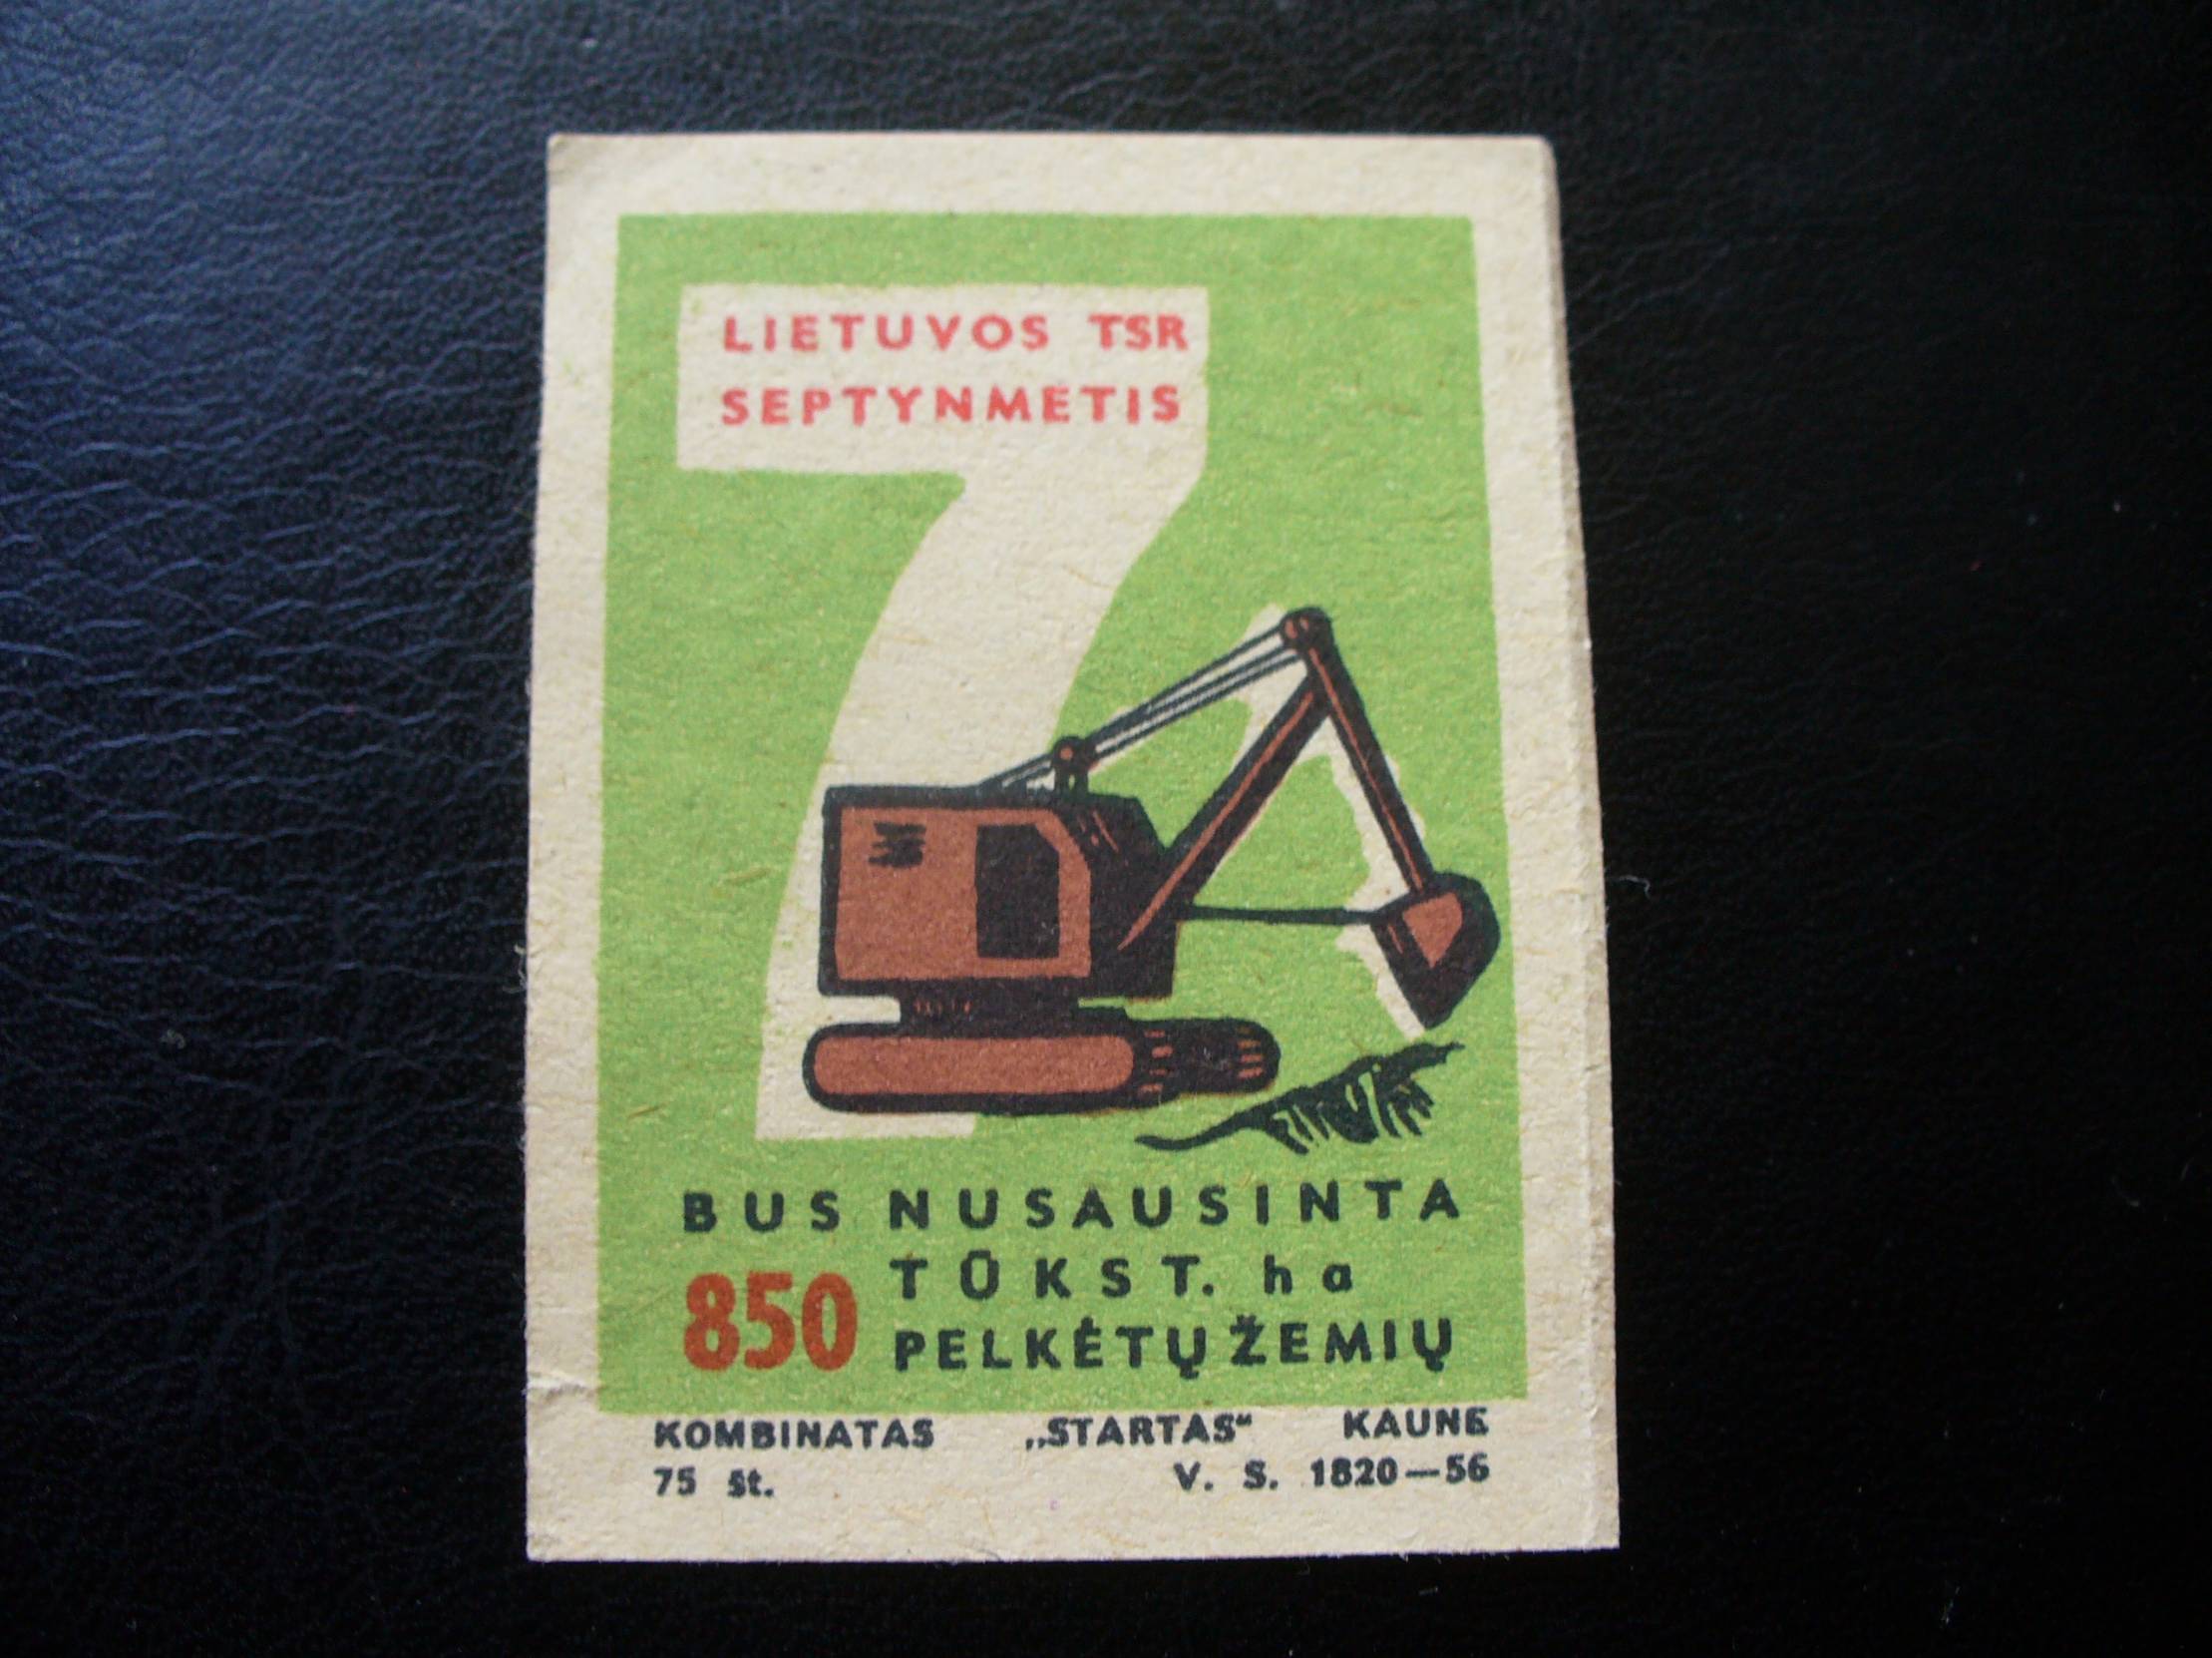 LIETUVOS TSR
SEPTYNMETIS
BUS NUSAUSINTA
850 TŪKST. ha
PELKĖTŲ ŽEMIŲ
KOMBINATAS „STARTAS“ KAUNE
75 št. V. S. 1820—56